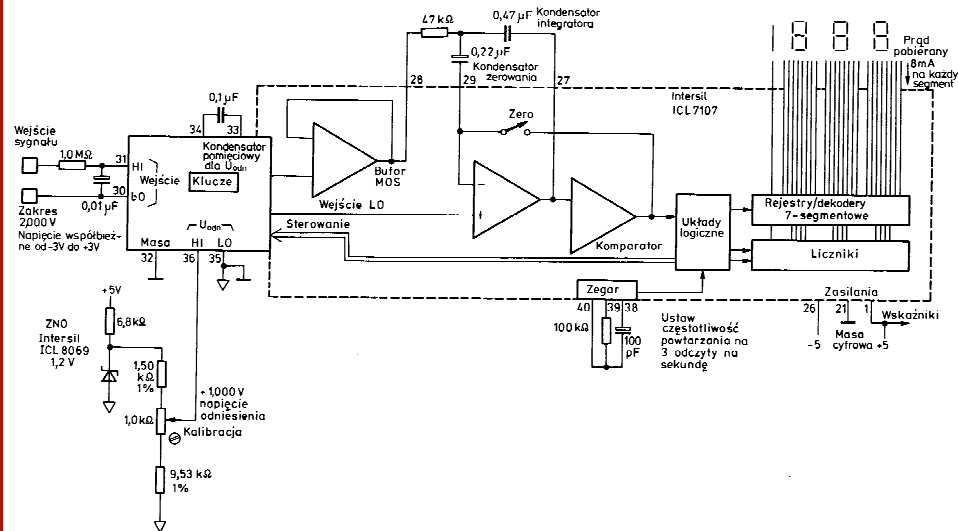 47 kΩ
0,47 µF
Kondensator
integratora
0,22 µF
Kondensator
zerowania
28
29
27
Prąd
pobierany
8mA
na każdy
segment
Intersil
ICL 7107
0,1 µF
34
33
Kondensator
pamięciowy
dla Uodn
Klucze
Wejście
sygnału
1,0 MΩ
31
HI
Wejście
30
LO
0,01 µF
Zakres
2,000 V
Napięcie współbież-
ne od -3V do +3V
Uodn
HI
LO
Masa
32
36
35
Bufor
MOS
Wejście LO
Sterowanie
Zero
−
+
Komparator
Układy
logiczne
Rejestry/dekodery
7-segmentowe
Liczniki
Zegar
40
39
38
100 kΩ
100
pF
Ustaw
częstotliwość
powtarzania na
3 odczyty na
sekundę
Zasilania
26
21
1
-5
Masa
cyfrowa
+5
Wskaźniki
+5V
6,8 kΩ
ZNO
Intersil
ICL 8069
1,2 V
1,50
kΩ
1%
+1,000 V
napięcie
odniesienia
1,0 kΩ
Kalibracja
9,53 kΩ
1%